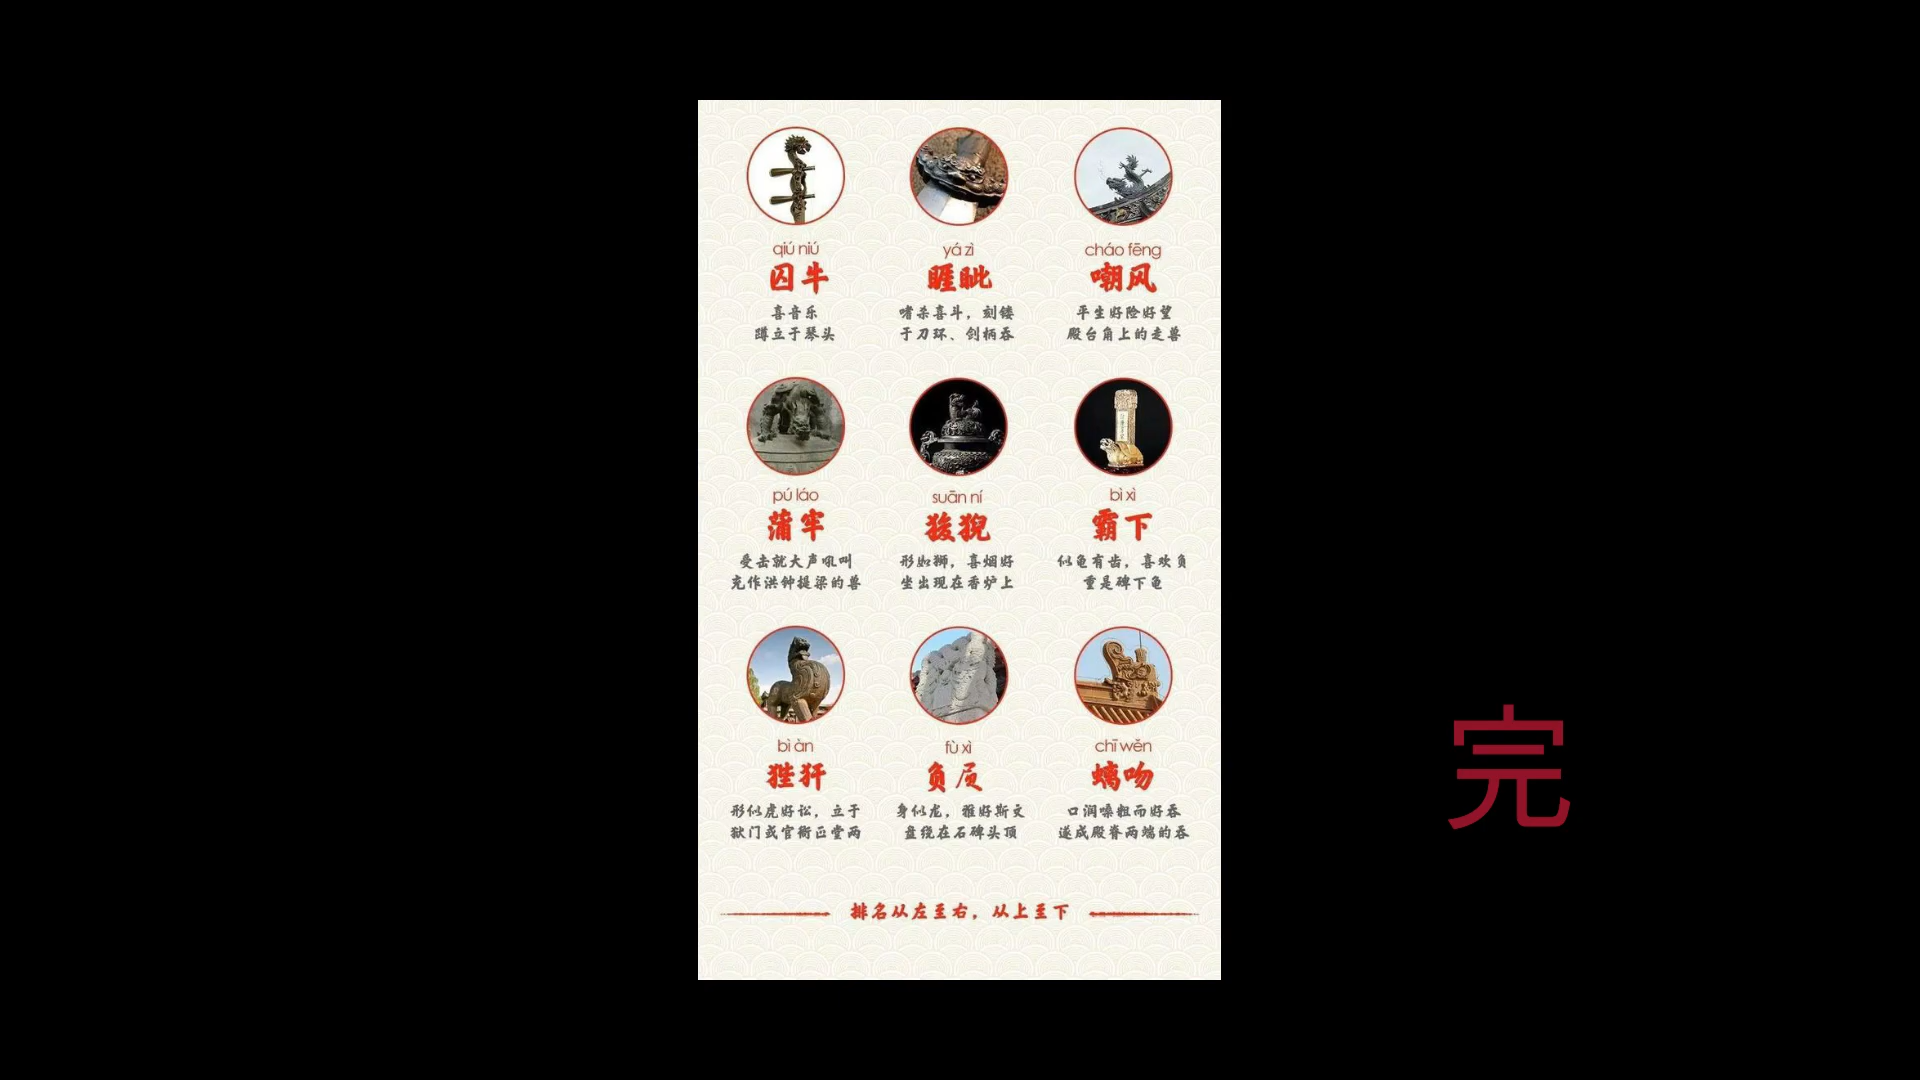 qiú niú
囚牛
喜音乐
蹲立于琴头
yá zì
睚眦
嗜杀喜斗，刻镂
于刀环、剑柄吞
cháo fēng
嘲风
平生好险好望
殿台角上的走兽
pú láo
蒲牢
受击就大声吼叫
充作洪钟提梁的兽
suān ní
狻猊
形如狮，喜烟好
坐出现在香炉上
bì xì
霸下
似龟有齿，喜欢负
重是碑下龟
bì àn
狴犴
形似虎好讼，立于
狱门或官衙正堂两
fù xì
负屃
身似龙，雅好斯文
盘绕在石碑头顶
chī wěn
螭吻
口润嗓粗而好吞
遂成殿脊两端的吞
排名从左至右，从上至下
完